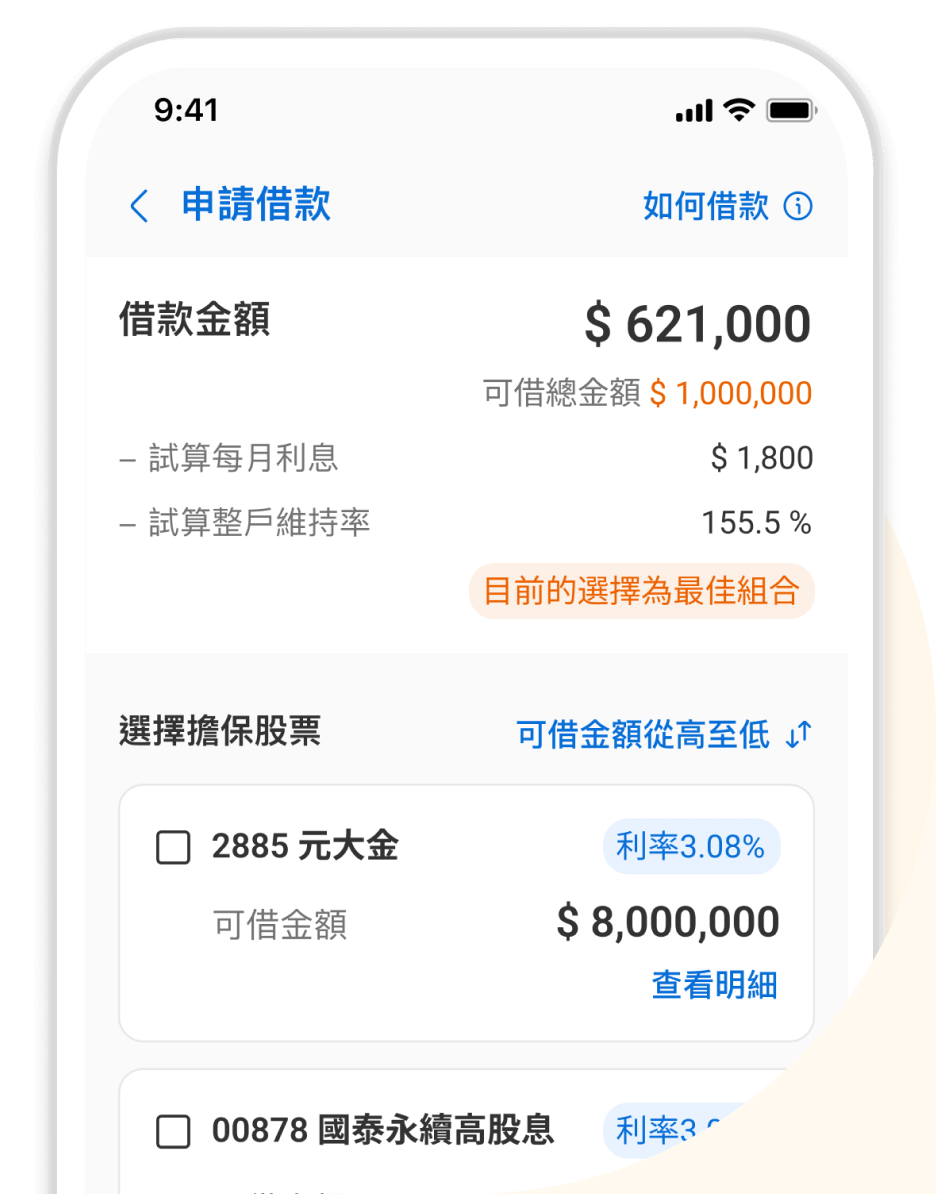 9:41
申請借款 如何借款
借款金額 $ 621,000
可借總金額 $ 1,000,000
– 試算每月利息 $ 1,800
– 試算整戶維持率 155.5 %
目前的選擇為最佳組合
選擇擔保股票 可借金額從高至低
2885 元大金 利率3.08%
可借金額 $ 8,000,000
查看明細
00878 國泰永續高股息 利率3.